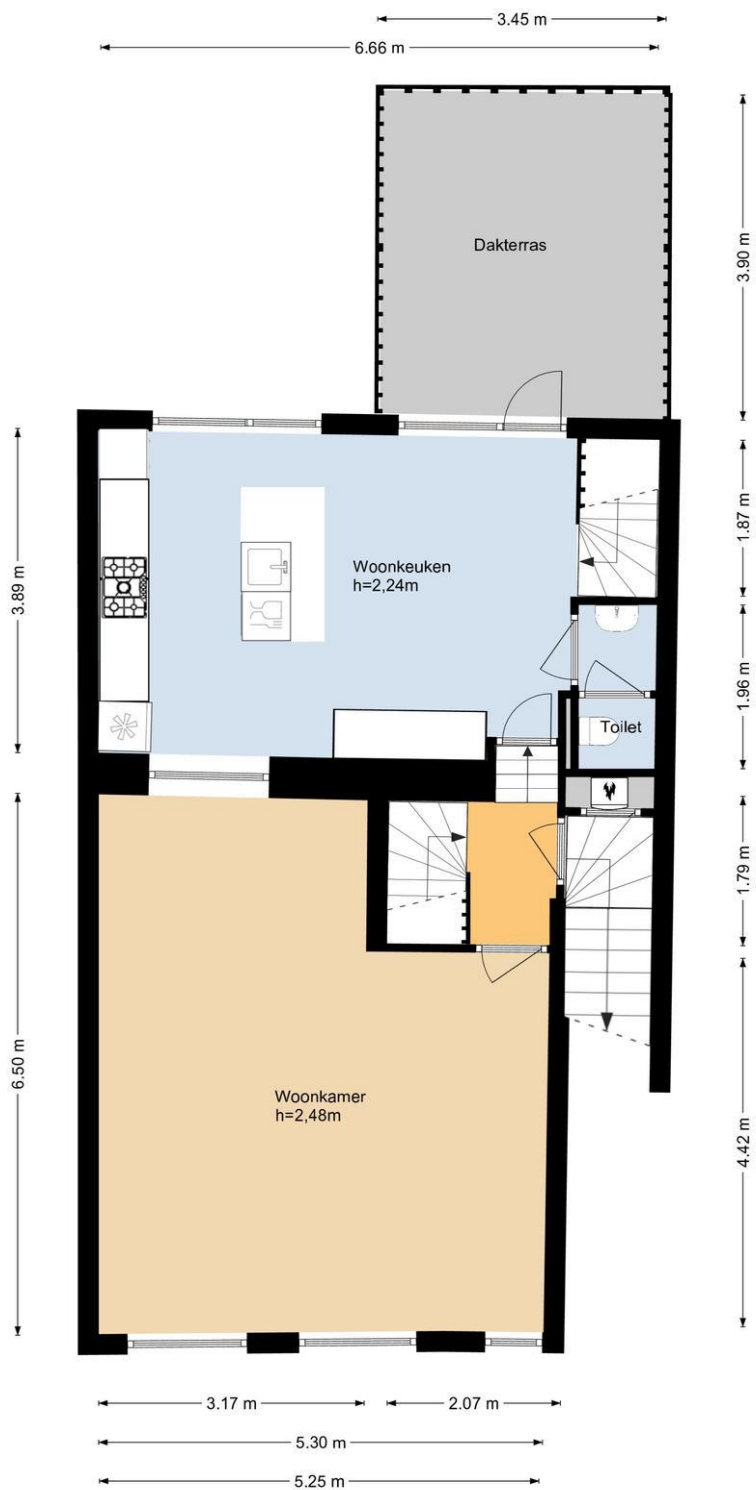 3.45 m
6.66 m
3.90 m
Dakterras
1.87 m
3.89 m
Woonkeuken
h=2,24m
1.96 m
Toilet
1.79 m
6.50 m
Woonkamer
h=2,48m
4.42 m
3.17 m
2.07 m
5.30 m
5.25 m